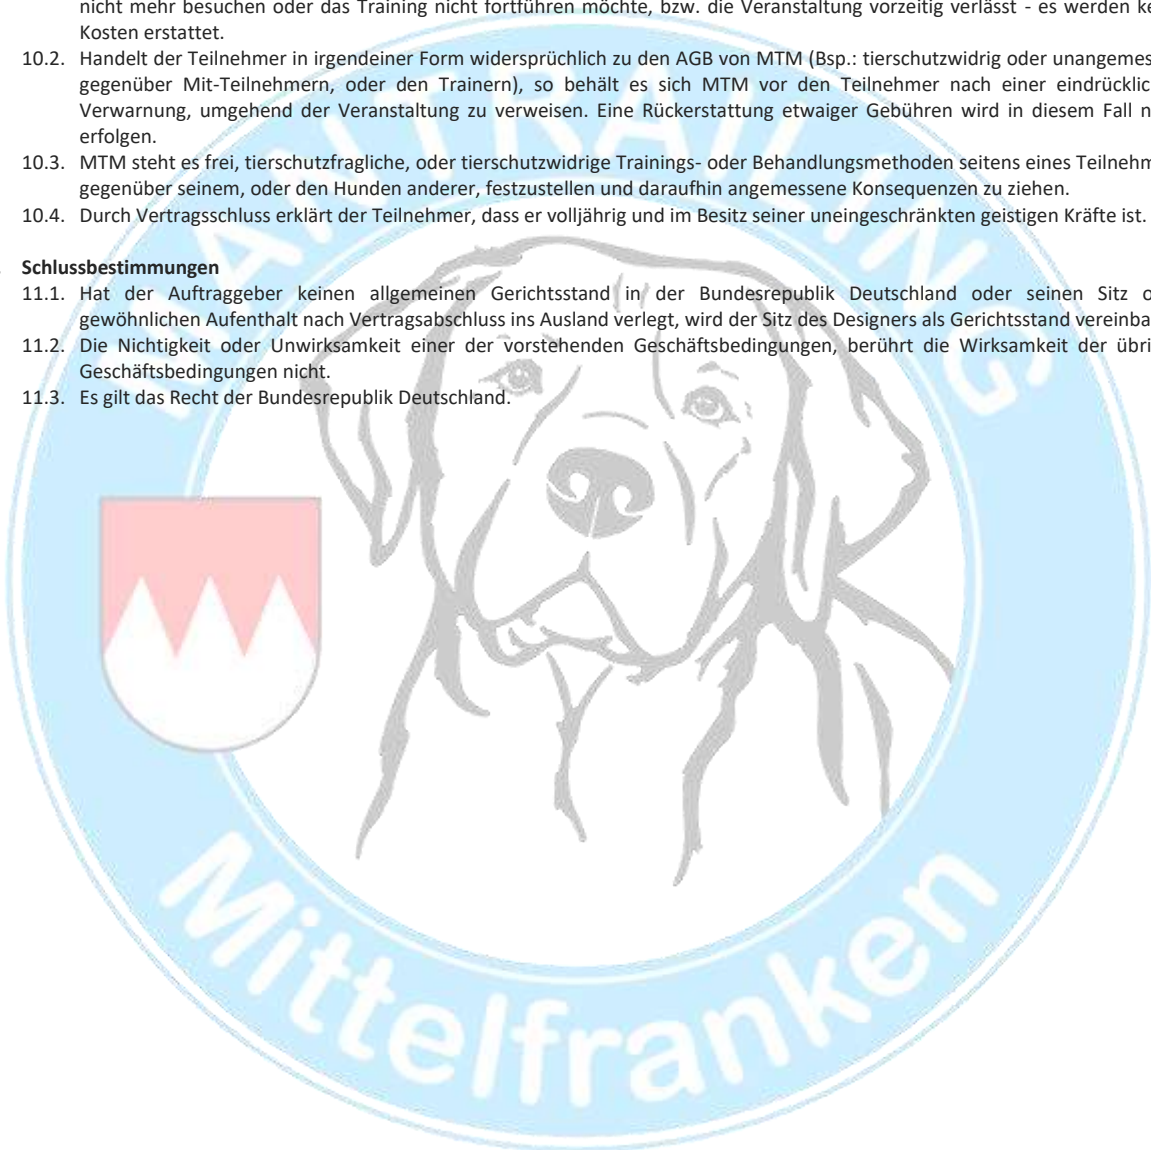 nicht mehr besuchen oder das Training nicht fortführen möchte, bzw. die Veranstaltung vorzeitig verlässt - es werden ke
Kosten erstattet.
10.2. Handelt der Teilnehmer in irgendeiner Form widersprüchlich zu den AGB von MTM (Bsp.: tierschutzwidrig oder unangemes
gegenüber Mit-Teilnehmern, oder den Trainern), so behält es sich MTM vor den Teilnehmer nach einer eindrücklic
Verwarnung, umgehend der Veranstaltung zu verweisen. Eine Rückerstattung etwaiger Gebühren wird in diesem Fall n
erfolgen.
10.3. MTM steht es frei, tierschutzfragliche, oder tierschutzwidrige Trainings- oder Behandlungsmethoden seitens eines Teilnehm
gegenüber seinem, oder den Hunden anderer, festzustellen und daraufhin angemessene Konsequenzen zu ziehen.
10.4. Durch Vertragsschluss erklärt der Teilnehmer, dass er volljährig und im Besitz seiner uneingeschränkten geistigen Kräfte ist.
Schlussbestimmungen
11.1. Hat der Auftraggeber keinen allgemeinen Gerichtsstand in der Bundesrepublik Deutschland oder seinen Sitz o
gewöhnlichen Aufenthalt nach Vertragsabschluss ins Ausland verlegt, wird der Sitz des Designers als Gerichtsstand vereinba
11.2. Die Nichtigkeit oder Unwirksamkeit einer der vorstehenden Geschäftsbedingungen, berührt die Wirksamkeit der übri
Geschäftsbedingungen nicht.
11.3. Es gilt das Recht der Bundesrepublik Deutschland.
MANTRAILING
Mittelfranken